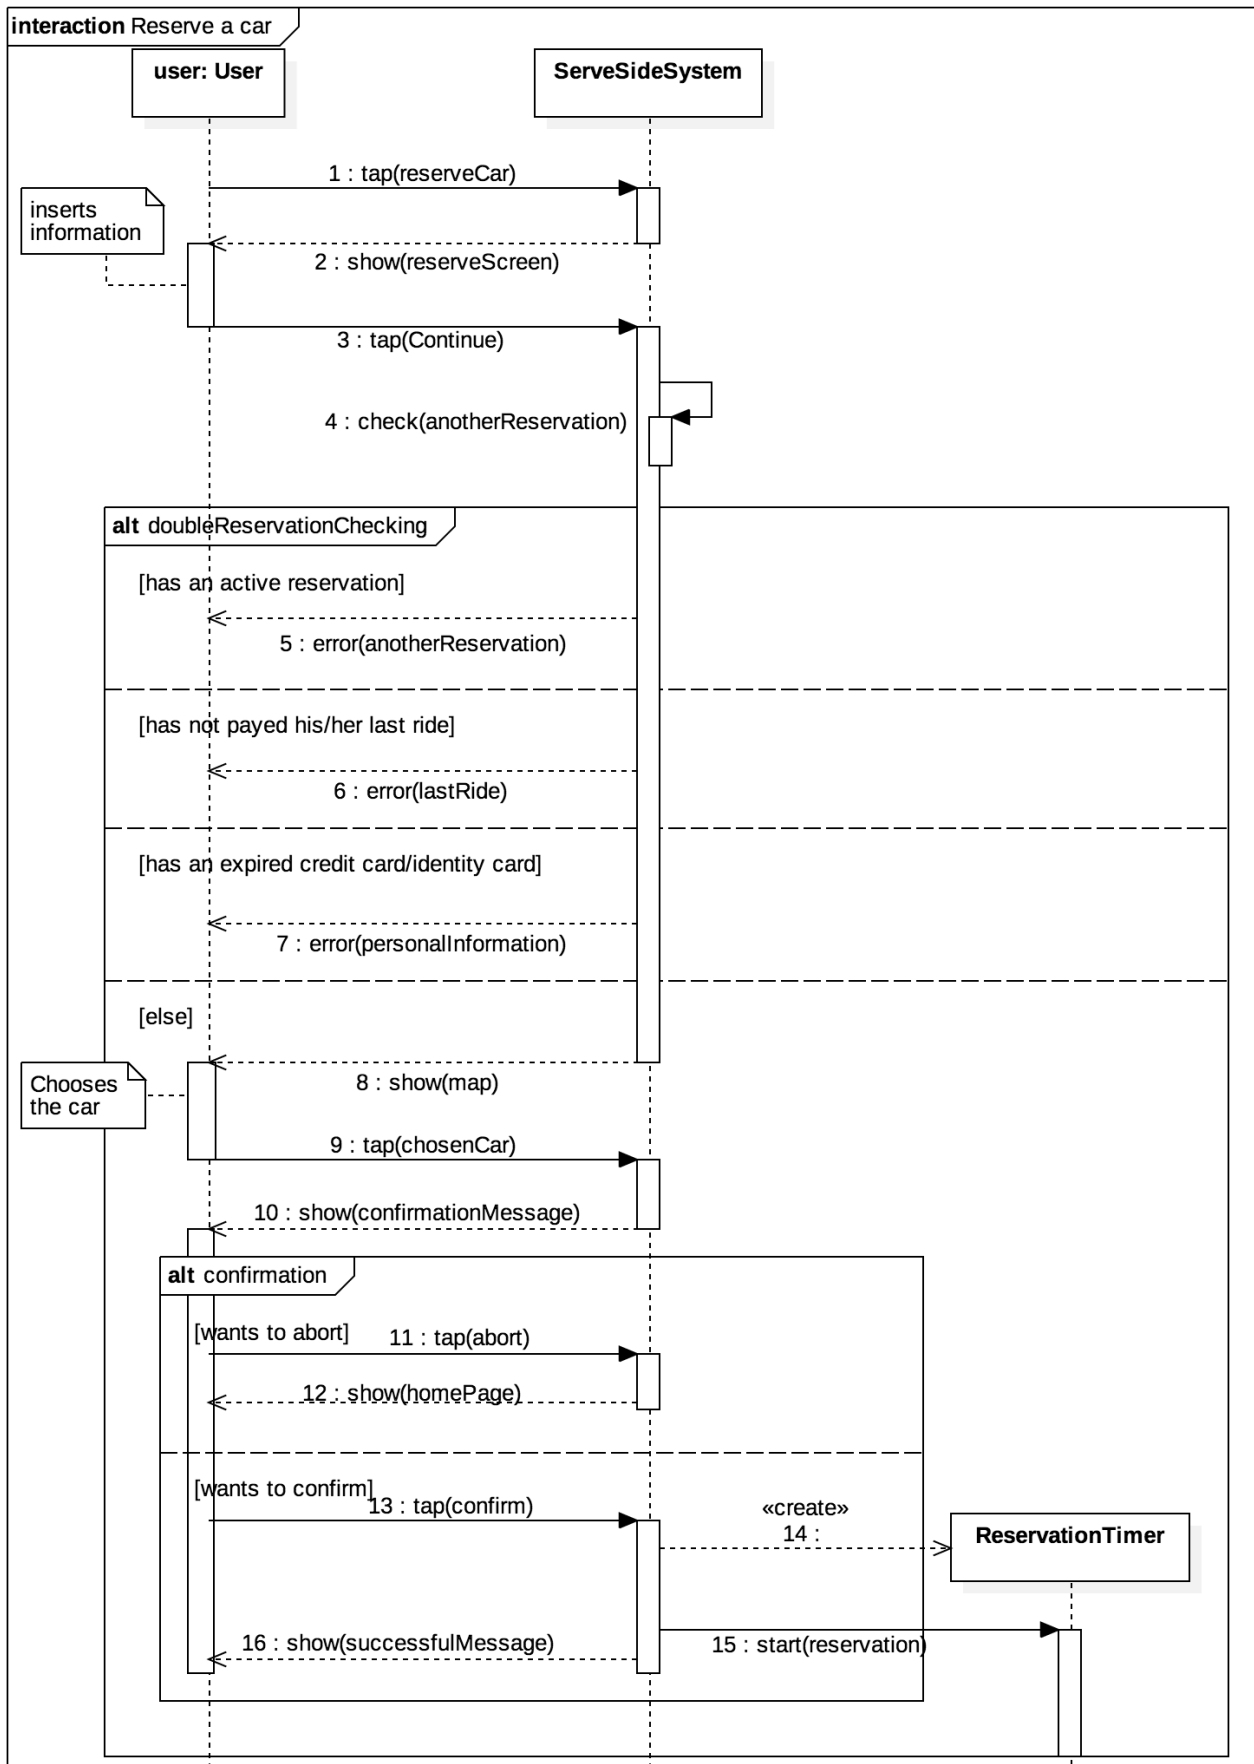 interaction Reserve a car
user: User
ServeSideSystem
1 : tap(reserveCar)
inserts
information
2 : show(reserveScreen)
3 : tap(Continue)
4 : check(anotherReservation)
alt doubleReservationChecking
[has an active reservation]
5 : error(anotherReservation)
[has not payed his/her last ride]
6 : error(lastRide)
[has an expired credit card/identity card]
7 : error(personalInformation)
[else]
Chooses
the car
8 : show(map)
9 : tap(chosenCar)
10 : show(confirmationMessage)
alt confirmation
[wants to abort]
11 : tap(abort)
12 : show(homePage)
[wants to confirm]
13 : tap(confirm)
«create»
14 :
ReservationTimer
16 : show(successfulMessage)
15 : start(reservation)